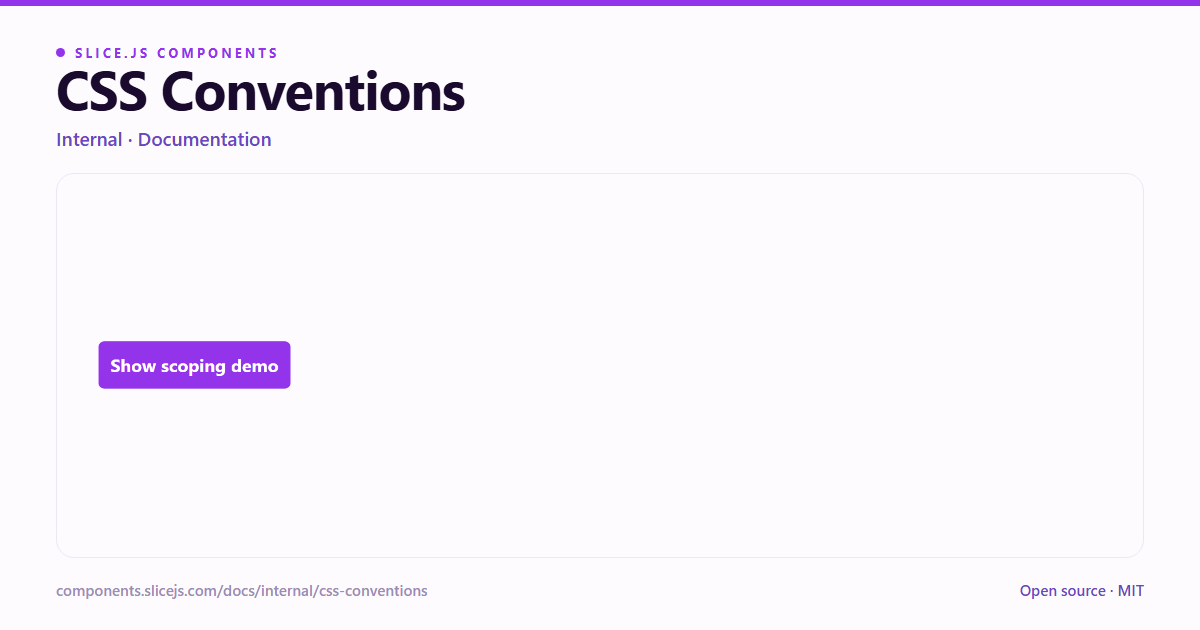 SLICE.JS COMPONENTS
CSS Conventions
Internal · Documentation
Show scoping demo
components.slicejs.com/docs/internal/css-conventions
Open source · MIT